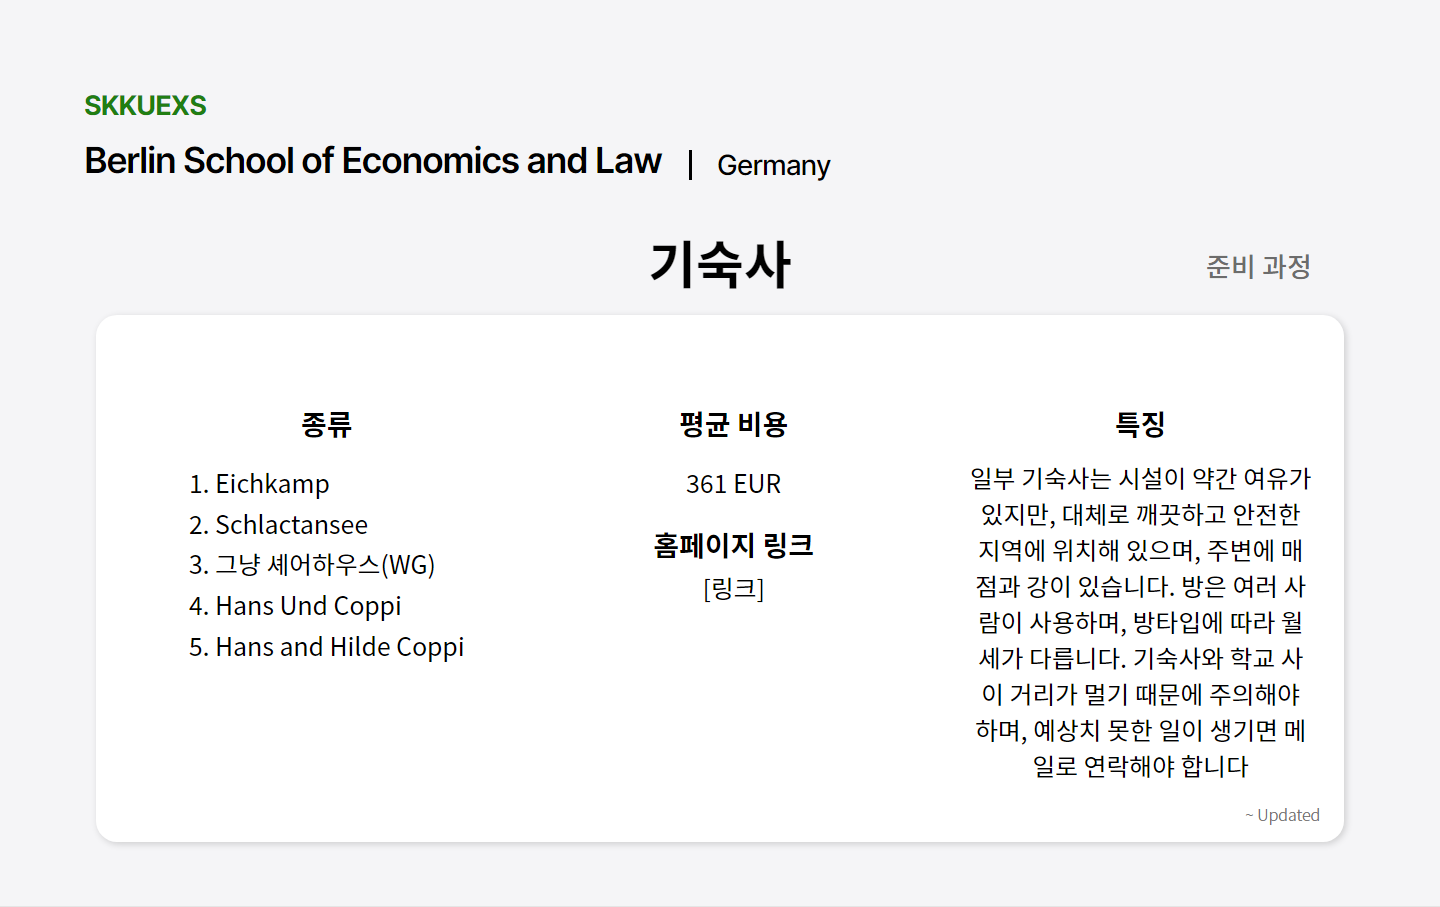 SKKUEXS
Berlin School of Economics and Law | Germany
기숙사
준비 과정
종류
1. Eichkamp
2. Schlactansee
3. 그냥 셰어하우스(WG)
4. Hans Und Coppi
5. Hans and Hilde Coppi
평균 비용
361 EUR
홈페이지 링크
[링크]
특징
일부 기숙사는 시설이 약간 여유가
있지만, 대체로 깨끗하고 안전한
지역에 위치해 있으며, 주변에 매
점과 강이 있습니다. 방은 여러 사
람이 사용하며, 방타입에 따라 월
세가 다릅니다. 기숙사와 학교 사
이 거리가 멀기 때문에 주의해야
하며, 예상치 못한 일이 생기면 메
일로 연락해야 합니다
~ Updated